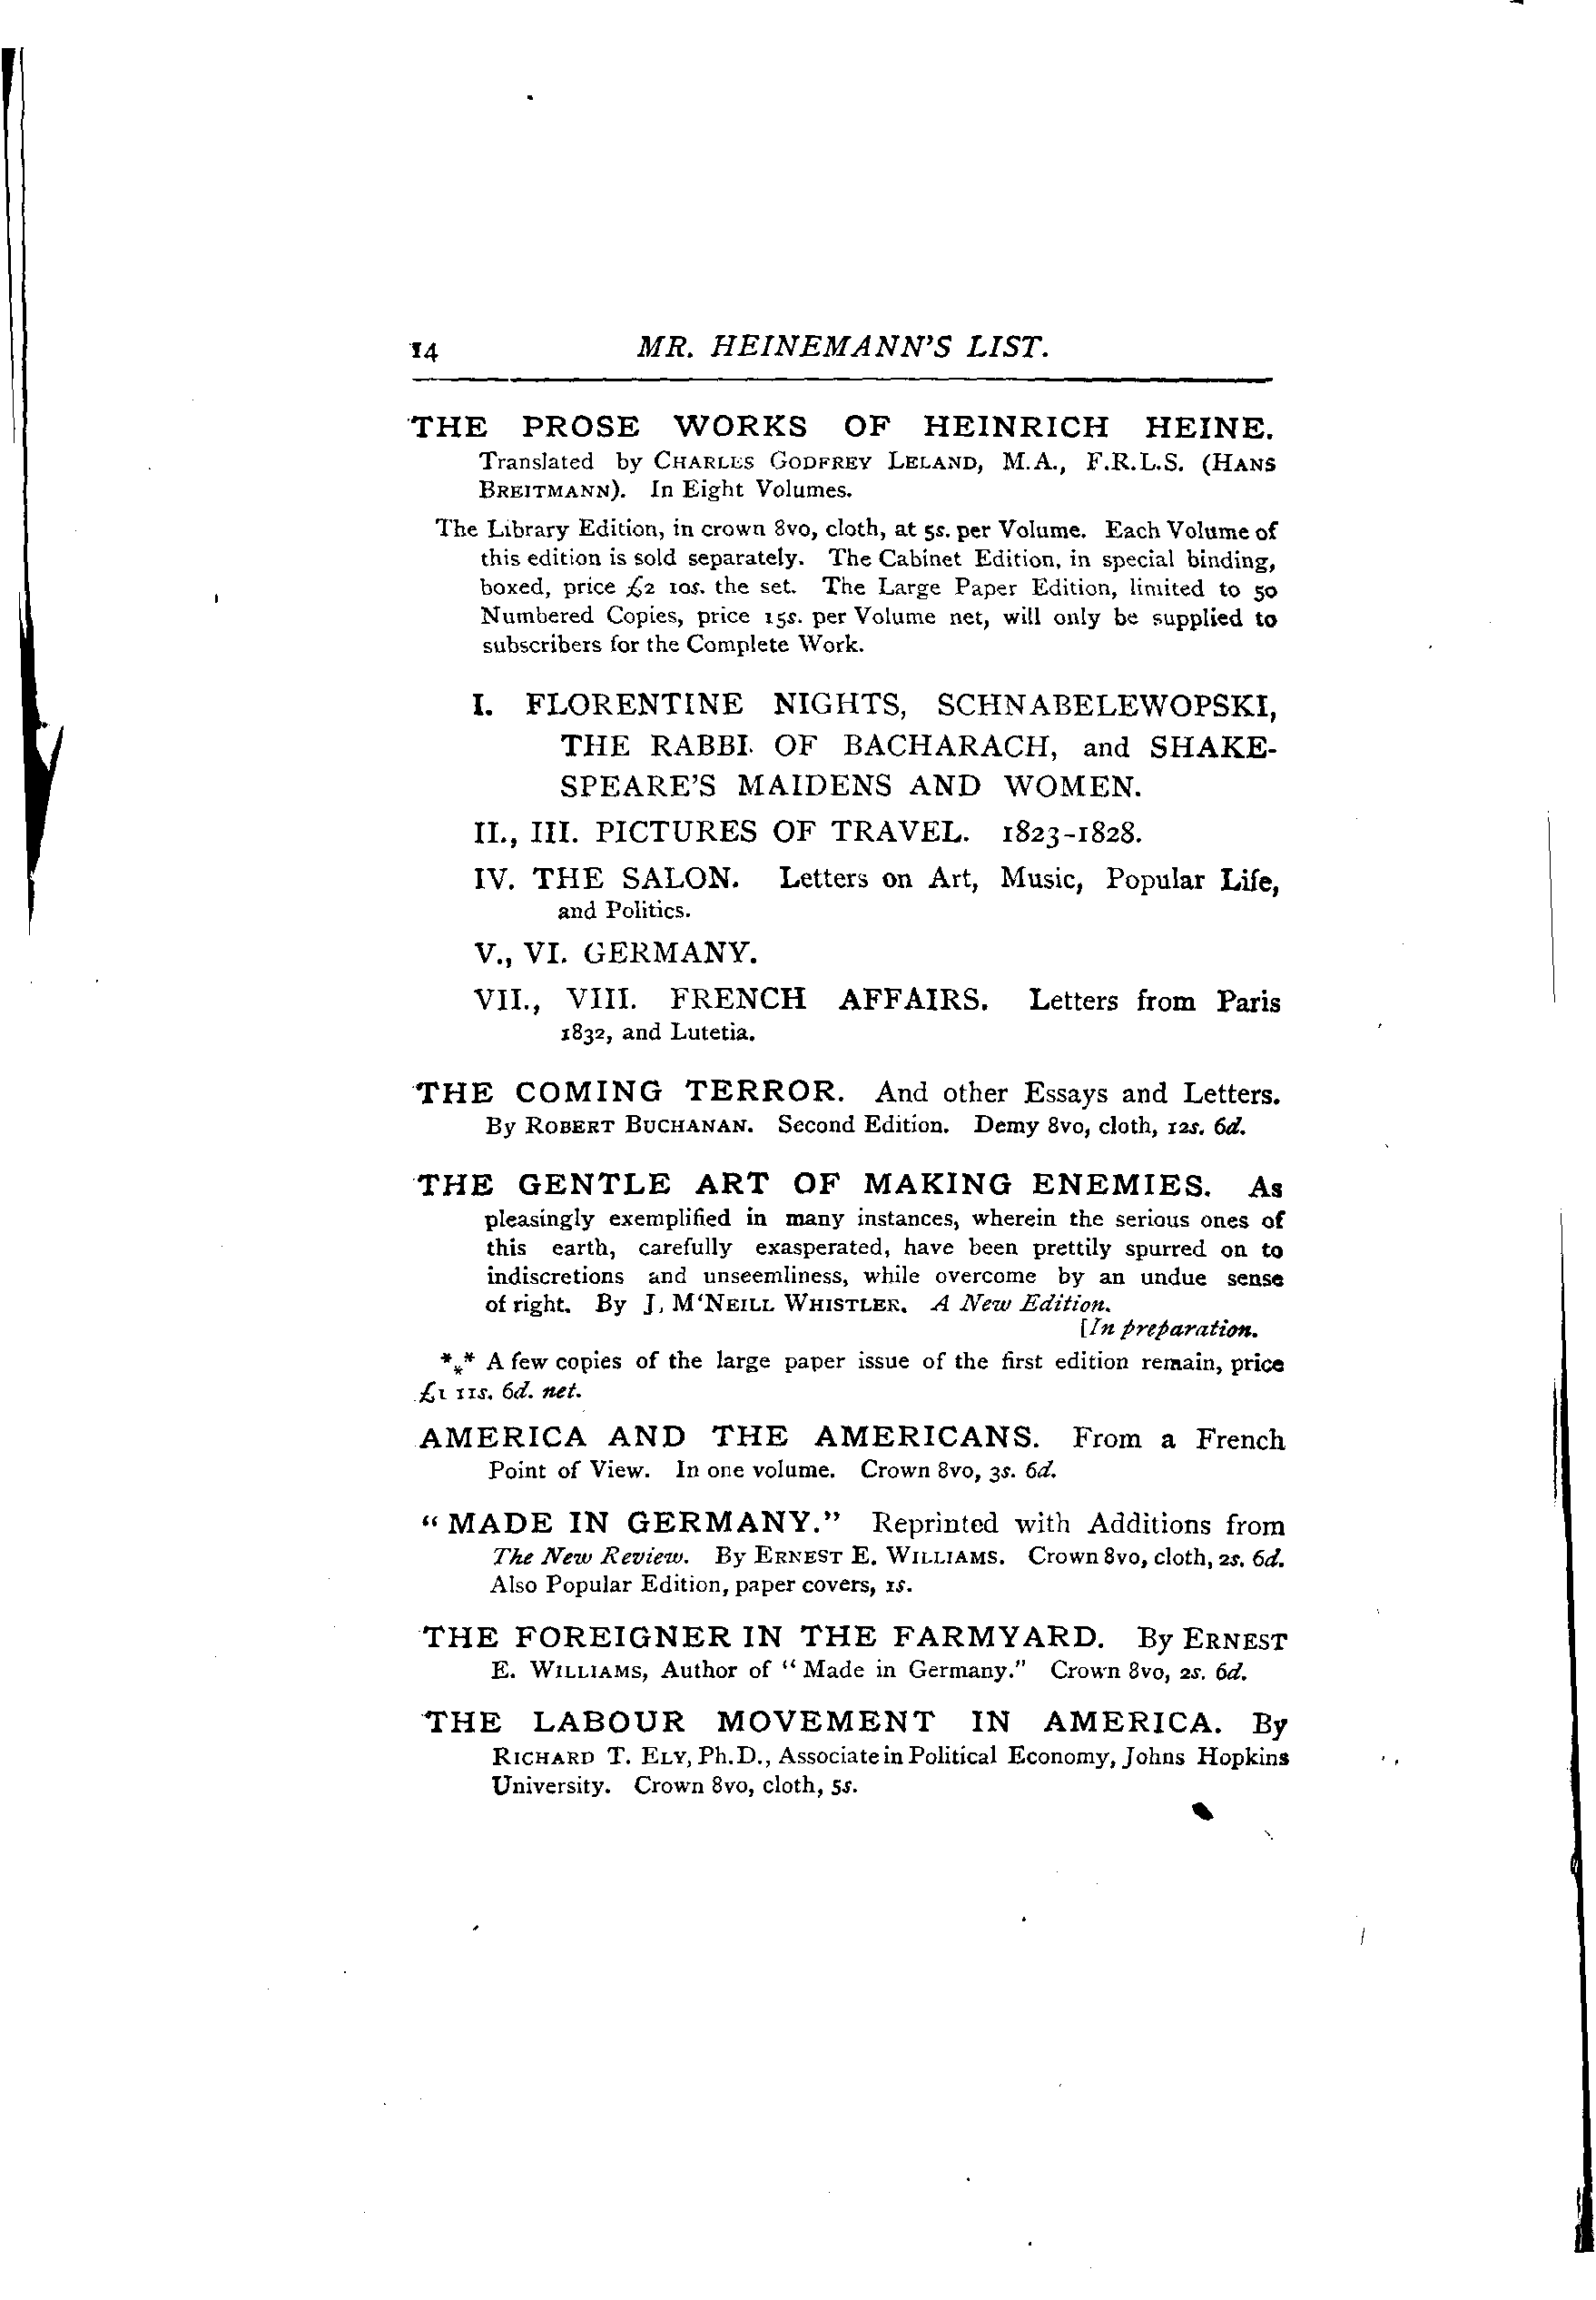 14 MR. HEINEMANN'S LIST.
THE PROSE WORKS OF HEINRICH HEINE.
Translated by CHARLES GODFREY LELAND, M.A., F.R.L.S. (HANS
BREITMANN). In Eight Volumes.
The Library Edition, in crown 8vo, cloth, at 5s. per Volume. Each Volume of
this edition is sold separately. The Cabinet Edition, in special binding,
boxed, price £2 10s. the set. The Large Paper Edition, limited to 50
Numbered Copies, price 15s. per Volume net, will only be supplied to
subscribers for the Complete Work.
I. FLORENTINE NIGHTS, SCHNABELEWOPSKI,
THE RABBI OF BACHARACH, and SHAKE-
SPEARE'S MAIDENS AND WOMEN.
II., III. PICTURES OF TRAVEL. 1823-1828.
IV. THE SALON. Letters on Art, Music, Popular Life,
and Politics.
V., VI. GERMANY.
VII., VIII. FRENCH AFFAIRS. Letters from Paris
1832, and Lutetia.
THE COMING TERROR. And other Essays and Letters.
By ROBERT BUCHANAN. Second Edition. Demy 8vo, cloth, 12s. 6d.
THE GENTLE ART OF MAKING ENEMIES. As
pleasingly exemplified in many instances, wherein the serious ones of
this earth, carefully exasperated, have been prettily spurred on to
indiscretions and unseemliness, while overcome by an undue sense
of right. By J. M'NEILL WHISTLER. A New Edition.
[In preparation.
*** A few copies of the large paper issue of the first edition remain, price
£1 11s. 6d. net.
AMERICA AND THE AMERICANS. From a French
Point of View. In one volume. Crown 8vo, 3s. 6d.
"MADE IN GERMANY." Reprinted with Additions from
The New Review. By ERNEST E. WILLIAMS. Crown 8vo, cloth, 2s. 6d.
Also Popular Edition, paper covers, 1s.
THE FOREIGNER IN THE FARMYARD. By ERNEST
E. WILLIAMS, Author of "Made in Germany." Crown 8vo, 2s. 6d.
THE LABOUR MOVEMENT IN AMERICA. By
RICHARD T. ELY, Ph.D., Associate in Political Economy, Johns Hopkins
University. Crown 8vo, cloth, 5s.